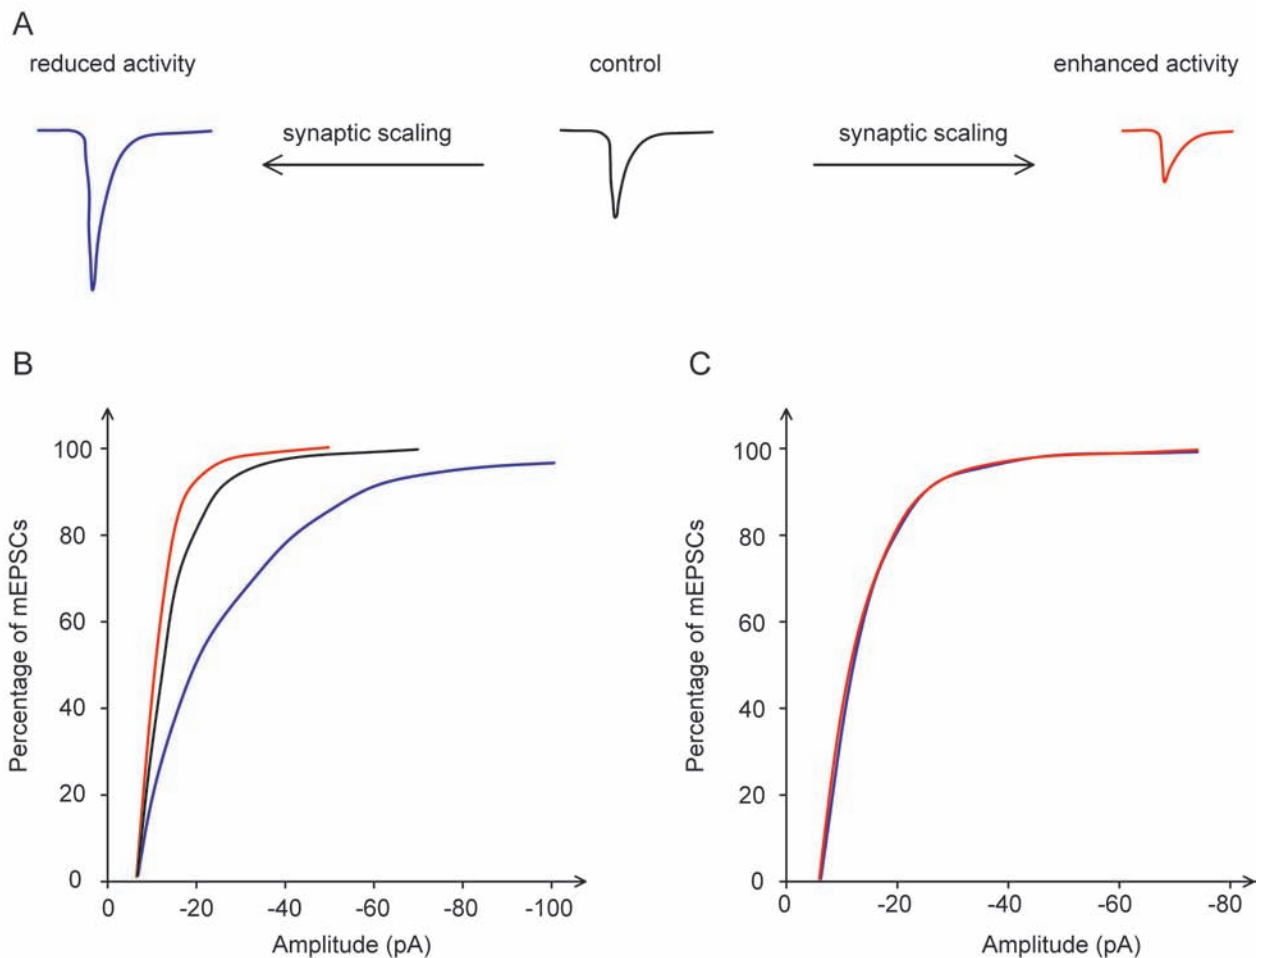 A
reduced activity
control
enhanced activity
synaptic scaling
synaptic scaling
B
C
Percentage of mEPSCs
100
80
60
40
20
0
0 -20 -40 -60 -80 -100
Amplitude (pA)
Percentage of mEPSCs
100
80
60
40
20
0
0 -20 -40 -60 -80
Amplitude (pA)